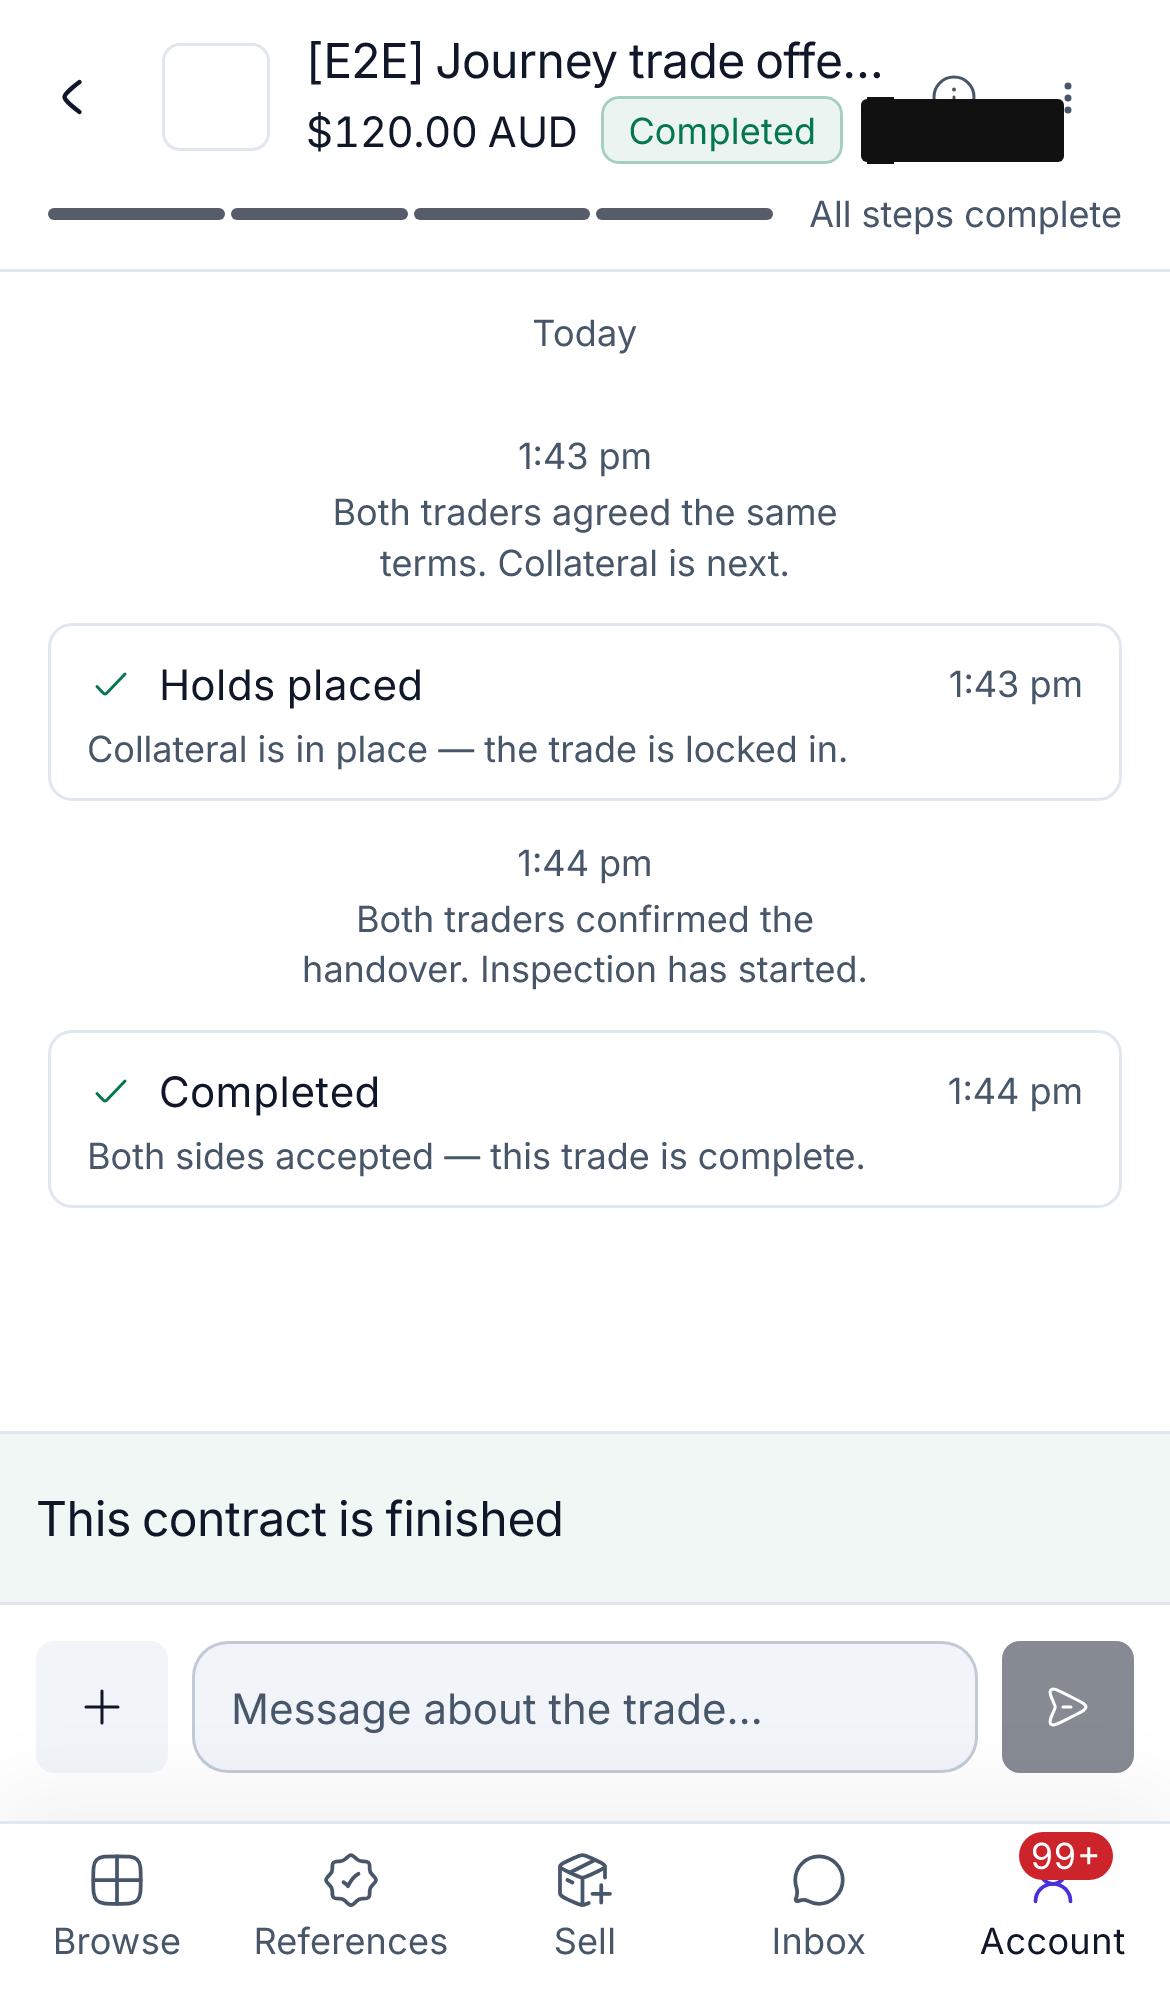 [E2E] Journey trade offe...
$120.00 AUD Completed
All steps complete
Today
1:43 pm
Both traders agreed the same
terms. Collateral is next.
Holds placed 1:43 pm
Collateral is in place — the trade is locked in.
1:44 pm
Both traders confirmed the
handover. Inspection has started.
Completed 1:44 pm
Both sides accepted — this trade is complete.
This contract is finished
Message about the trade...
99+
Browse References Sell Inbox Account